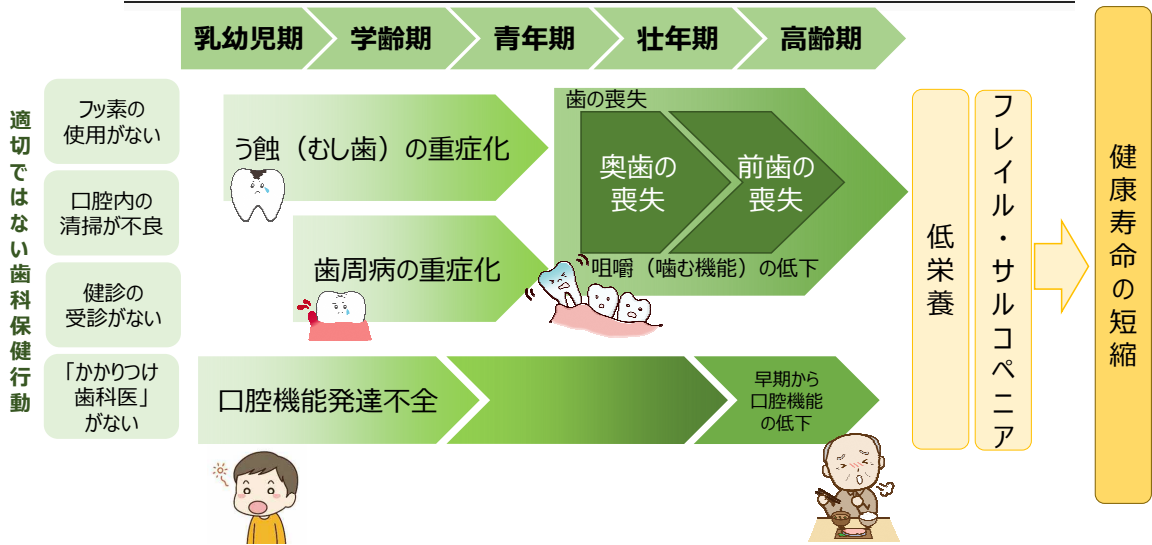 乳幼児期
学齢期
青年期
壮年期
高齢期
適切ではない歯科保健行動
フッ素の
使用がない
口腔内の
清掃が不良
健診の
受診がない
「かかりつけ
歯科医」
がない
う蝕（むし歯）の重症化
歯周病の重症化
歯の喪失
奥歯の
喪失
前歯の
喪失
咀嚼（噛む機能）の低下
口腔機能発達不全
早期から
口腔機能
の低下
低栄養
フレイル・サルコペニア
健康寿命の短縮